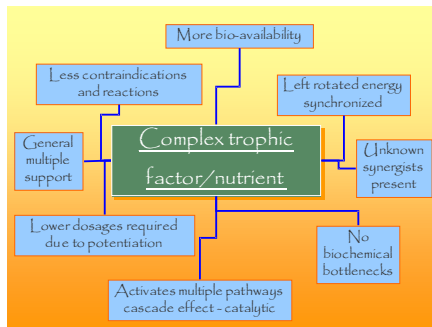 More bio-availability
Less contraindications
and reactions
Left rotated energy
synchronized
General
multiple
support
Complex trophic
factor/nutrient
Unknown
synergists
present
Lower dosages required
due to potentiation
No
biochemical
bottlenecks
Activates multiple pathways
cascade effect - catalytic